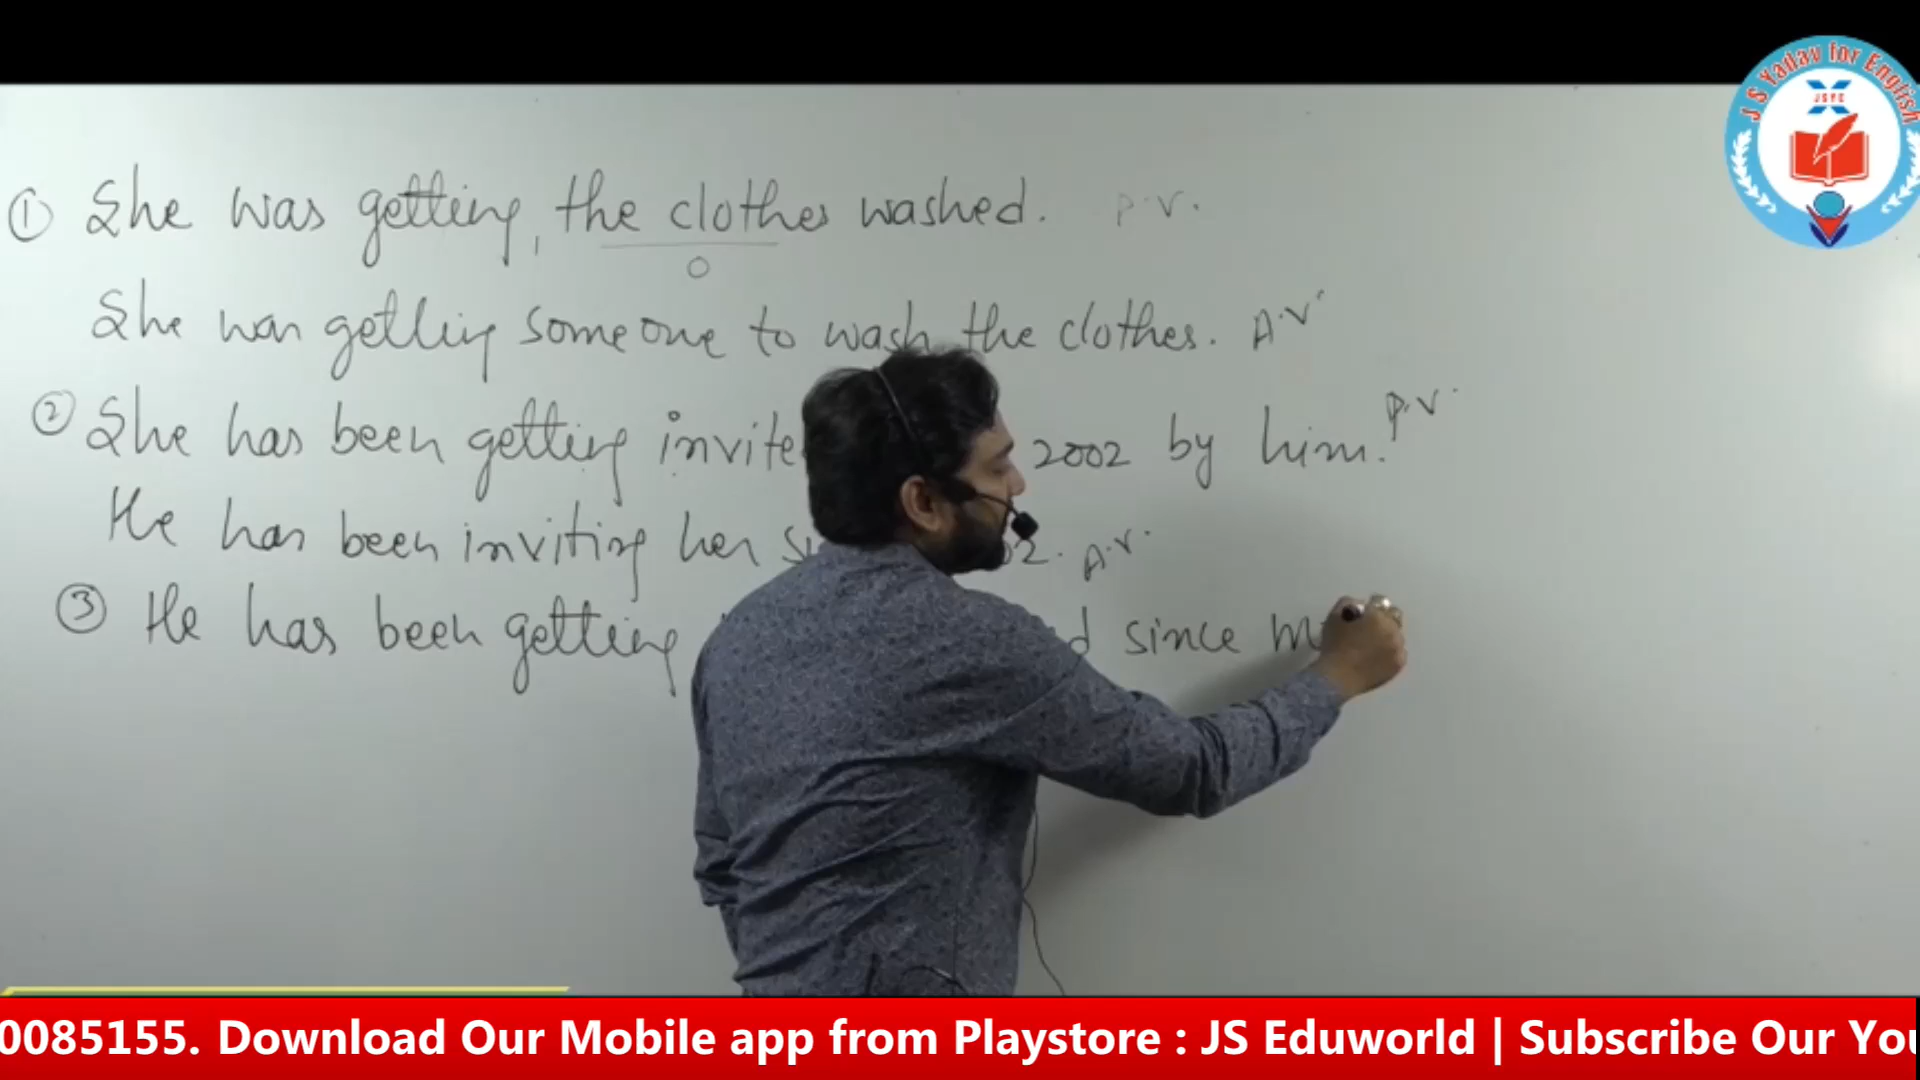 J S Yadav for English
JSYE
① She was getting, the clothes washed. P.V.
O
She was getting someone to wash the clothes. A.V
② She has been getting invite 2002 by him. P.V.
He has been inviting her 02. A.V.
③ He has been getting d since m
0085155. Download Our Mobile app from Playstore : JS Eduworld | Subscribe Our You